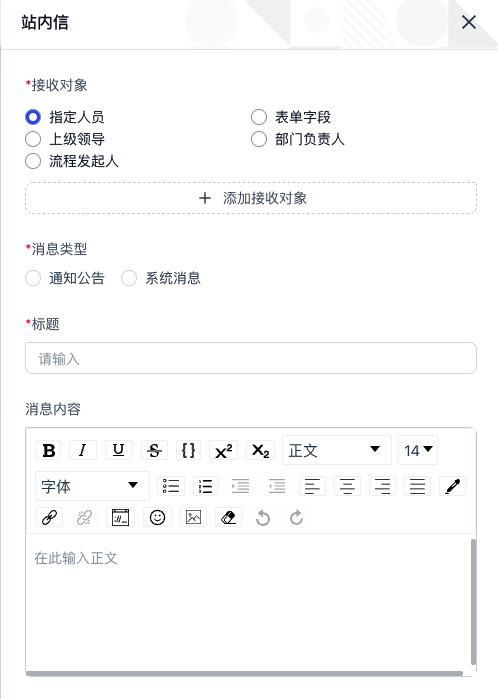 站内信
*接收对象
指定人员 表单字段
上级领导 部门负责人
流程发起人
添加接收对象
*消息类型
通知公告 系统消息
*标题
请输入
消息内容
B I U S {} X² X₂ 正文 14
字体
在此输入正文